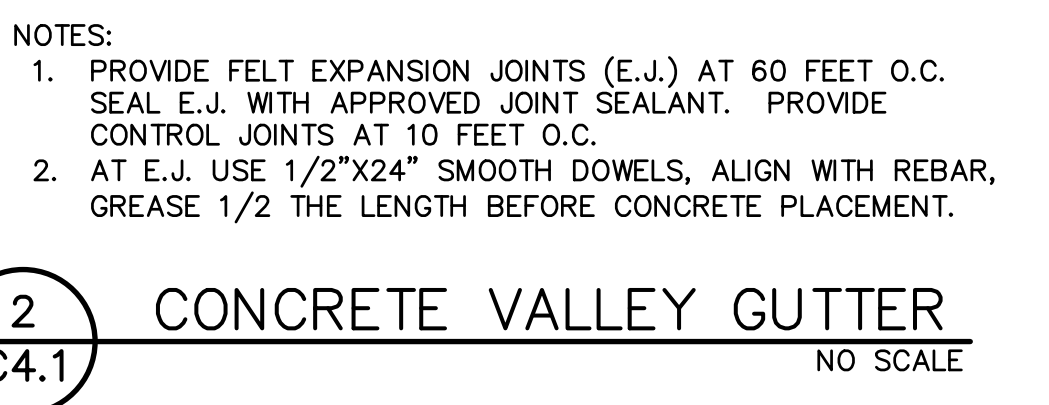 NOTES:
1. PROVIDE FELT EXPANSION JOINTS (E.J.) AT 60 FEET O.C.
SEAL E.J. WITH APPROVED JOINT SEALANT. PROVIDE
CONTROL JOINTS AT 10 FEET O.C.
2. AT E.J. USE 1/2"X24" SMOOTH DOWELS, ALIGN WITH REBAR,
GREASE 1/2 THE LENGTH BEFORE CONCRETE PLACEMENT.
2 CONCRETE VALLEY GUTTER
C4.1 NO SCALE